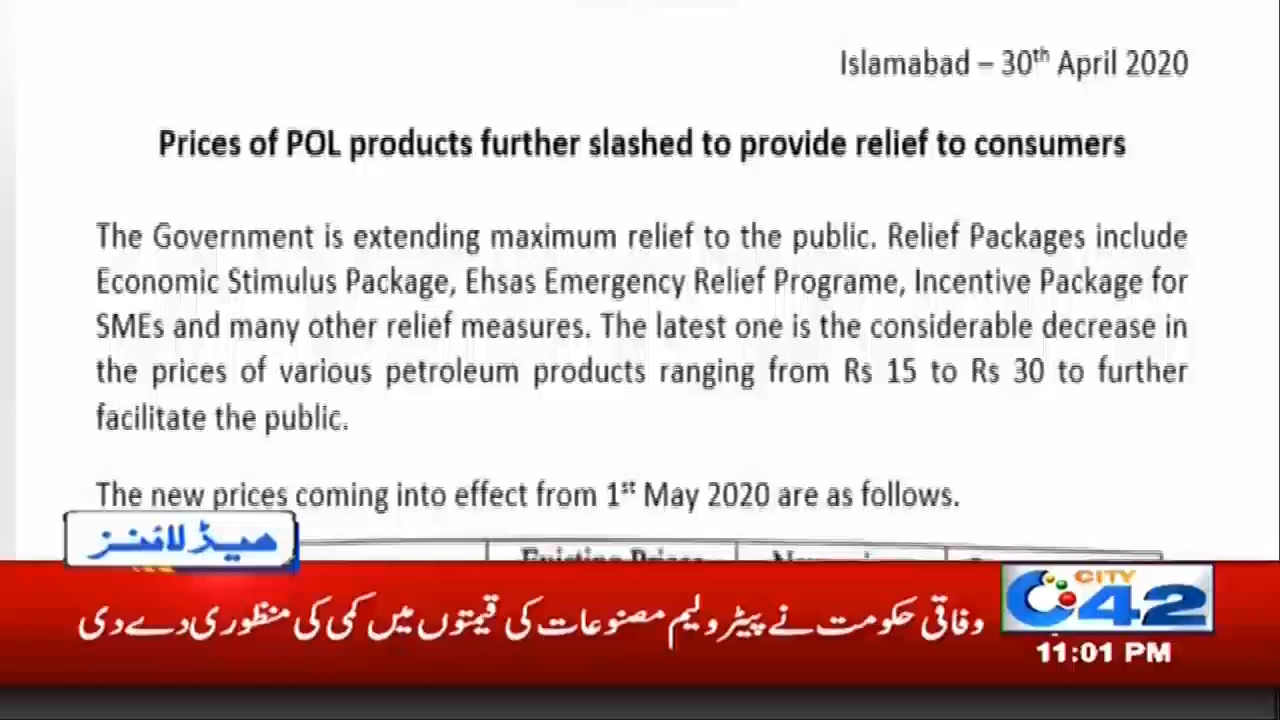 Islamabad – 30th April 2020
Prices of POL products further slashed to provide relief to consumers
The Government is extending maximum relief to the public. Relief Packages include
Economic Stimulus Package, Ehsas Emergency Relief Programe, Incentive Package for
SMEs and many other relief measures. The latest one is the considerable decrease in
the prices of various petroleum products ranging from Rs 15 to Rs 30 to further
facilitate the public.
The new prices coming into effect from 1st May 2020 are as follows.
Existing Prices
ہیڈ لائنز
وفاقی حکومت نے پیٹرولیم مصنوعات کی قیمتوں میں کمی کی منظوری دے دی
CITY
42
11:01 PM